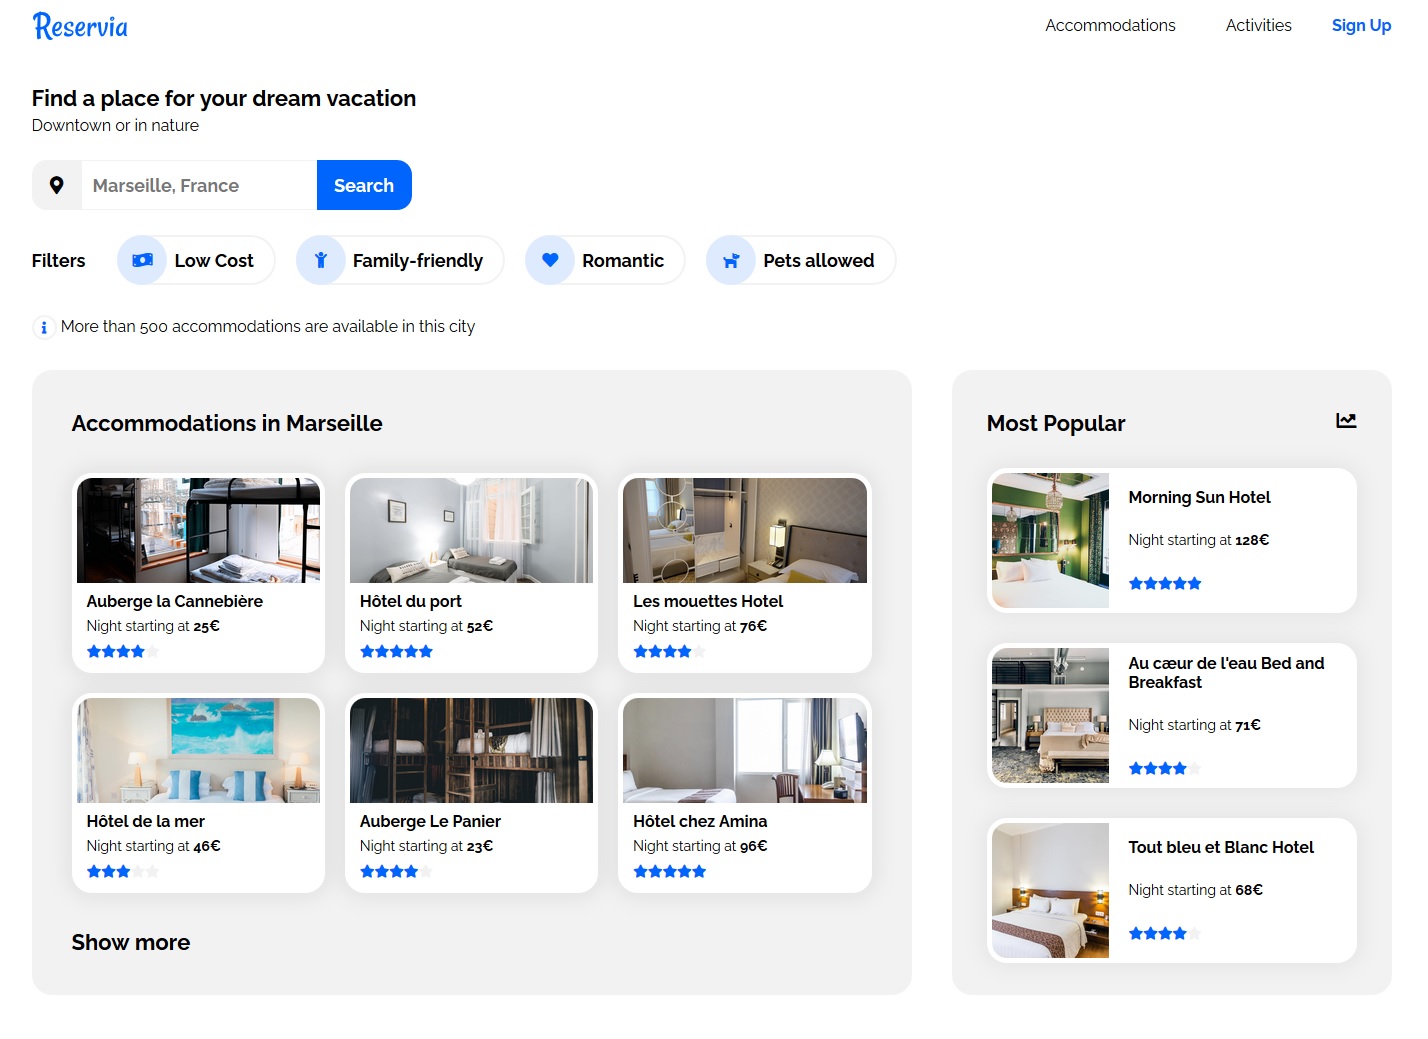 Reservia
Accommodations
Activities
Sign Up
Find a place for your dream vacation
Downtown or in nature
Marseille, France
Search
Filters
Low Cost
Family-friendly
Romantic
Pets allowed
More than 500 accommodations are available in this city
Accommodations in Marseille
Auberge la Cannebière
Night starting at 25€
Hôtel du port
Night starting at 52€
Les mouettes Hotel
Night starting at 76€
Hôtel de la mer
Night starting at 46€
Auberge Le Panier
Night starting at 23€
Hôtel chez Amina
Night starting at 96€
Show more
Most Popular
Morning Sun Hotel
Night starting at 128€
Au cœur de l'eau Bed and
Breakfast
Night starting at 71€
Tout bleu et Blanc Hotel
Night starting at 68€